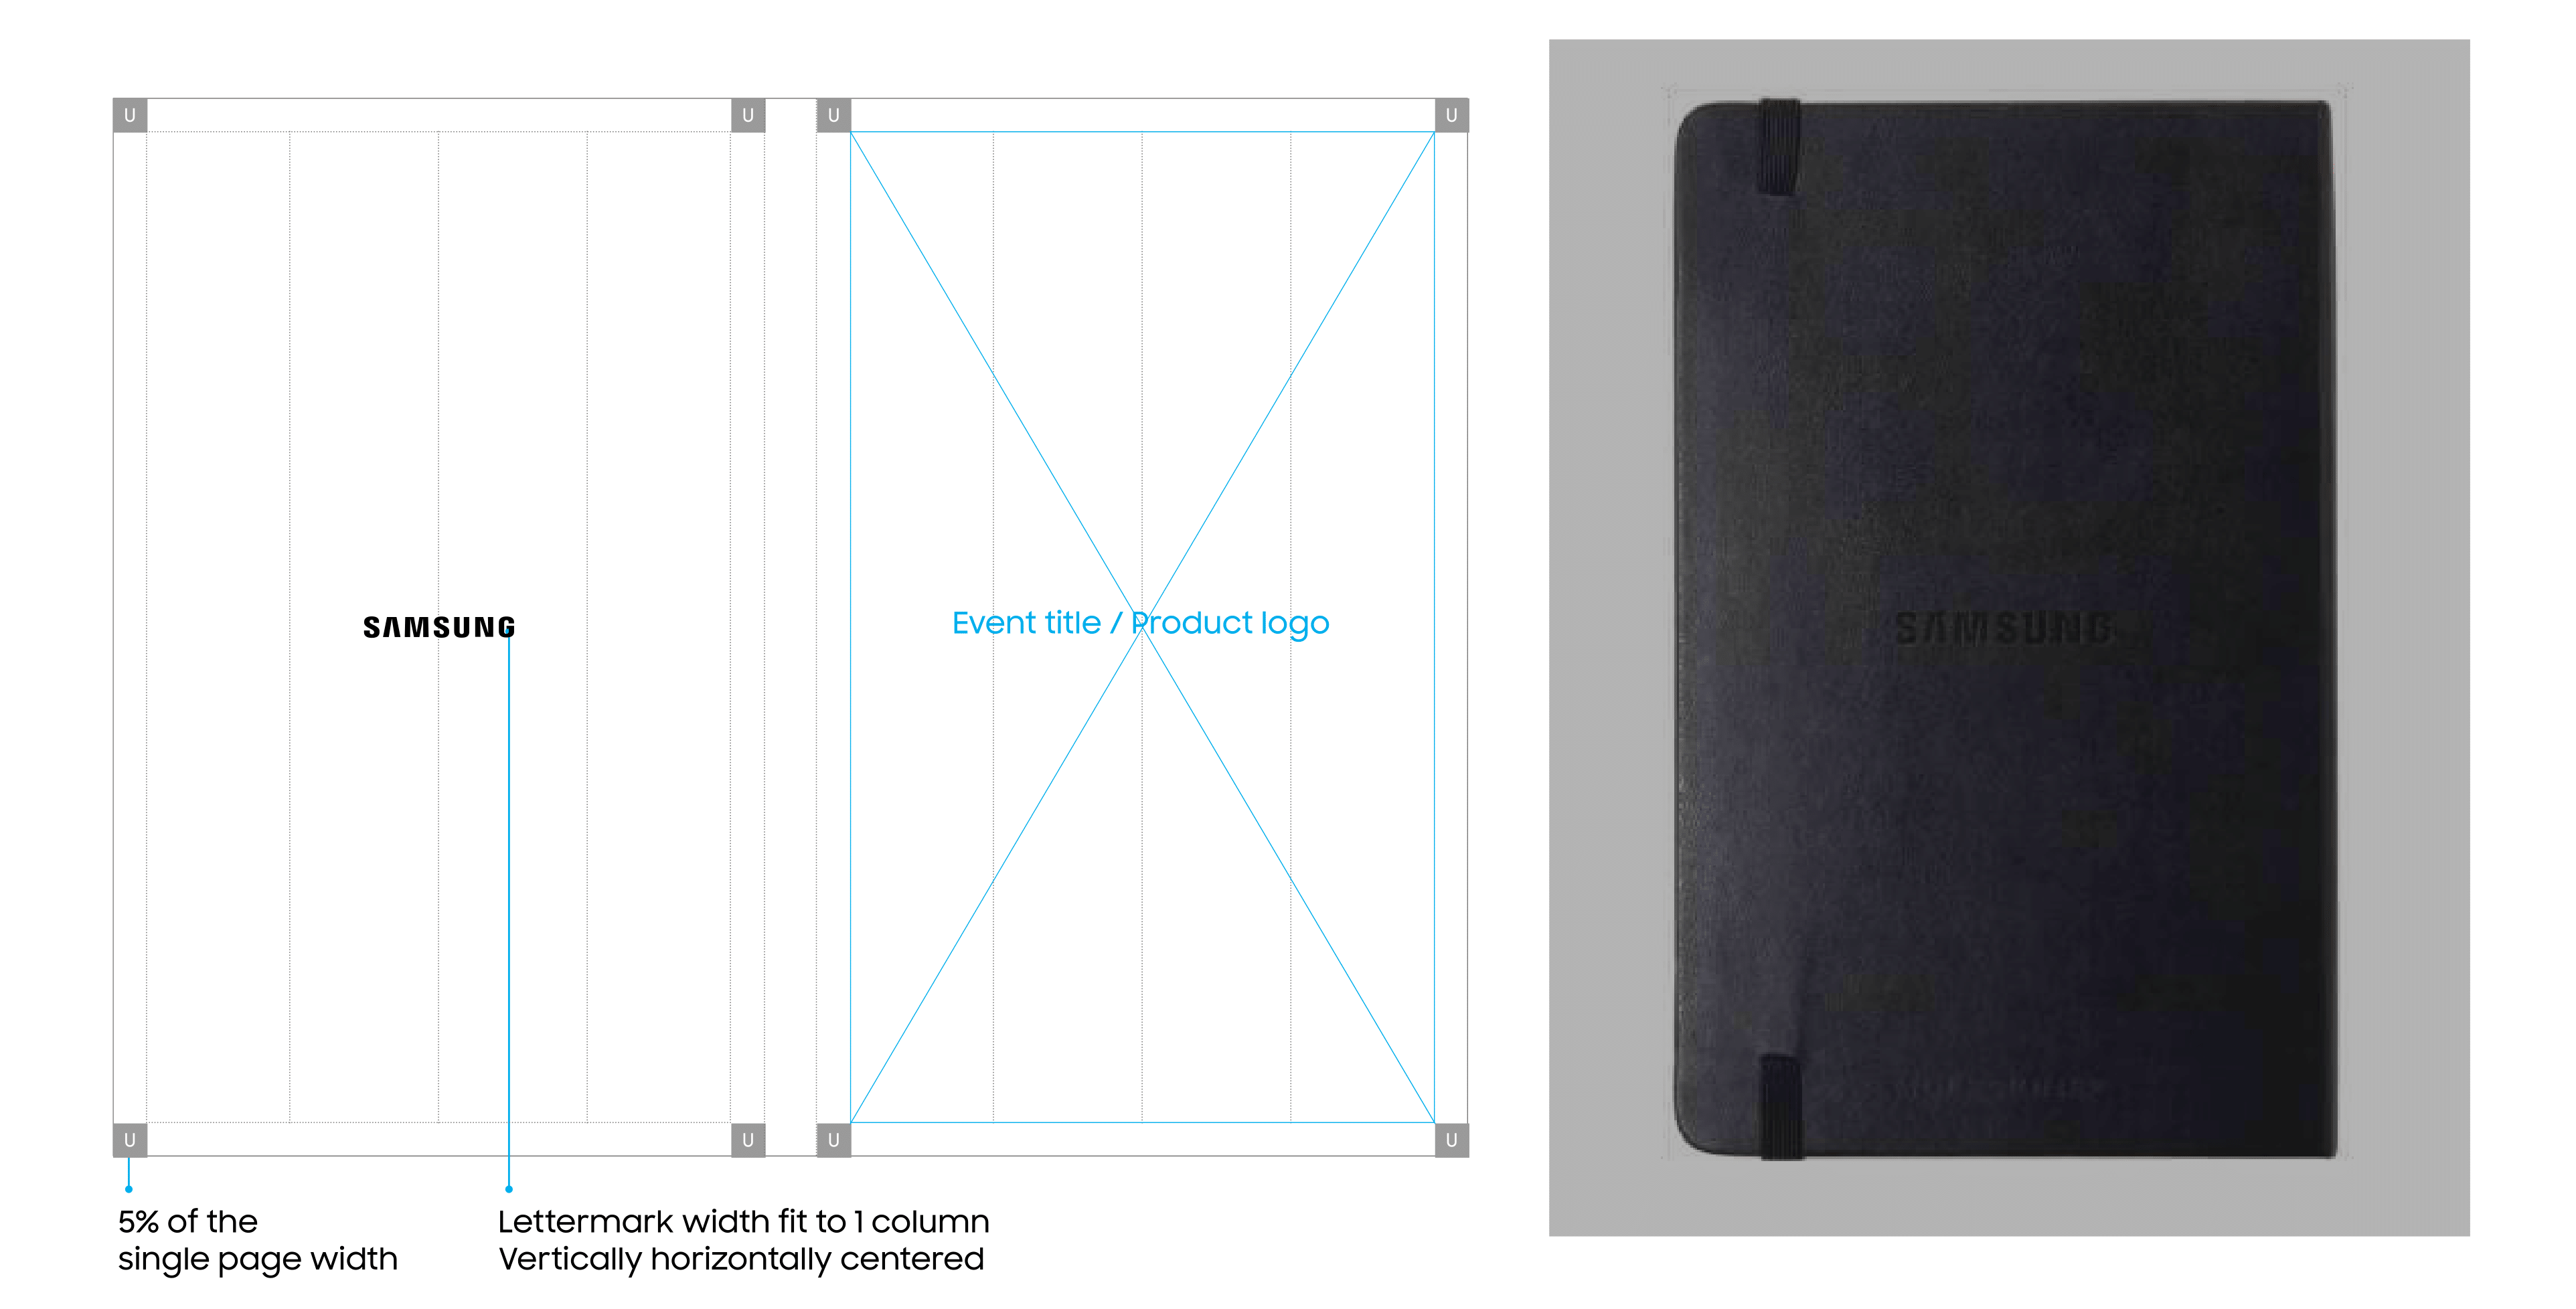 U U U U
SAMSUNG
Event title / Product logo
SAMSUNG
U U U U
5% of the
single page width
Lettermark width fit to 1 column
Vertically horizontally centered